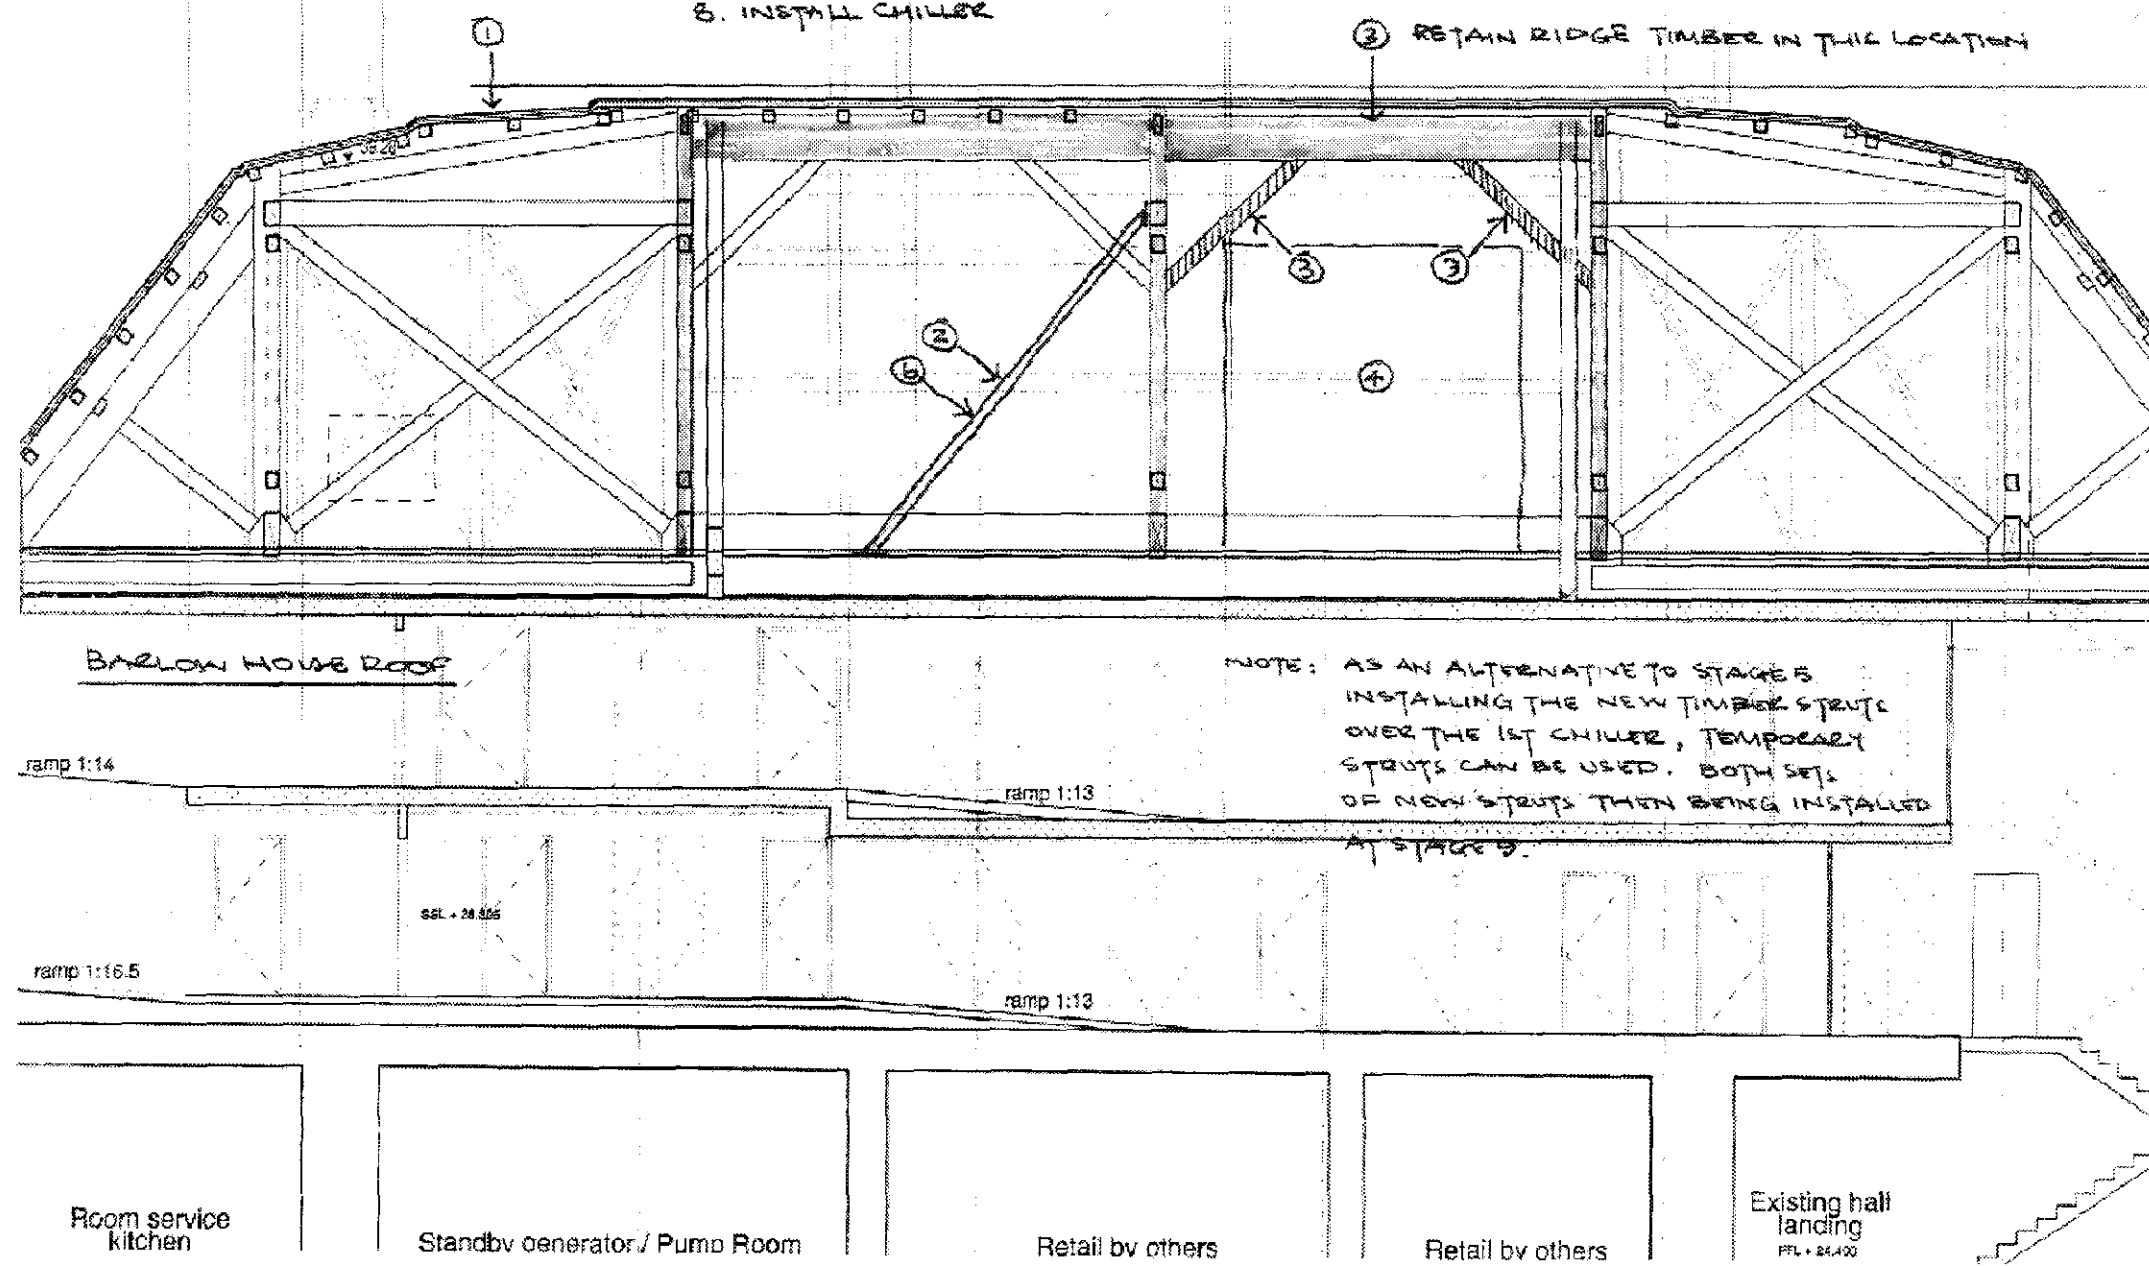 8. INSTALL CHILLER
①
③ RETAIN RIDGE TIMBER IN THIS LOCATION
③
③
②
⑥
④
BARLOW HOUSE ROOF
NOTE: AS AN ALTERNATIVE TO STAGE 5
INSTALLING THE NEW TIMBER STRUTS
OVER THE 1ST CHILLER, TEMPORARY
STRUTS CAN BE USED. BOTH SETS
OF NEW STRUTS THEN BEING INSTALLED
AT STAGE 9.
ramp 1:14
ramp 1:13
ramp 1:16.5
ramp 1:13
Room service
kitchen
Standby generator / Pump Room
Retail by others
Retail by others
Existing hall
landing